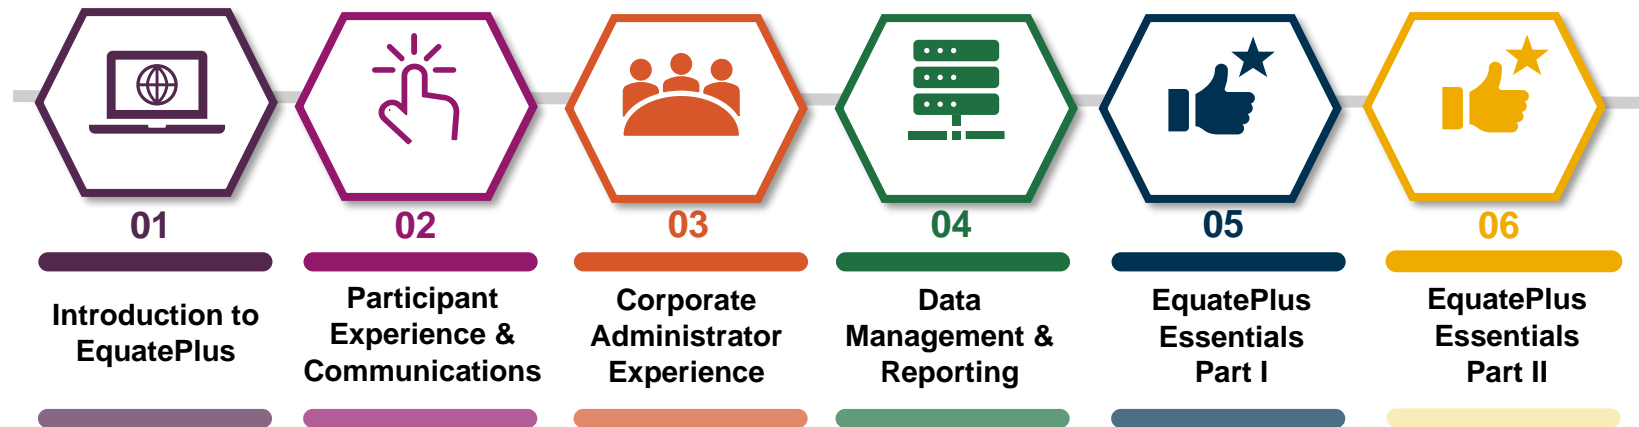 01
Introduction to
EquatePlus
02
Participant
Experience &
Communications
03
Corporate
Administrator
Experience
04
Data
Management &
Reporting
05
EquatePlus
Essentials
Part I
06
EquatePlus
Essentials
Part II